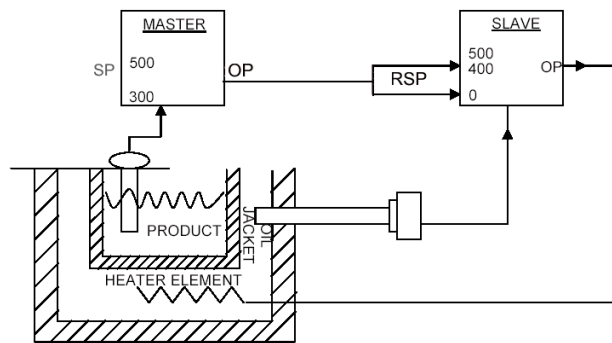 MASTER
SP
500
OP
300
SLAVE
500
400
OP
RSP
0
PRODUCT
OIL
JACKET
HEATER ELEMENT